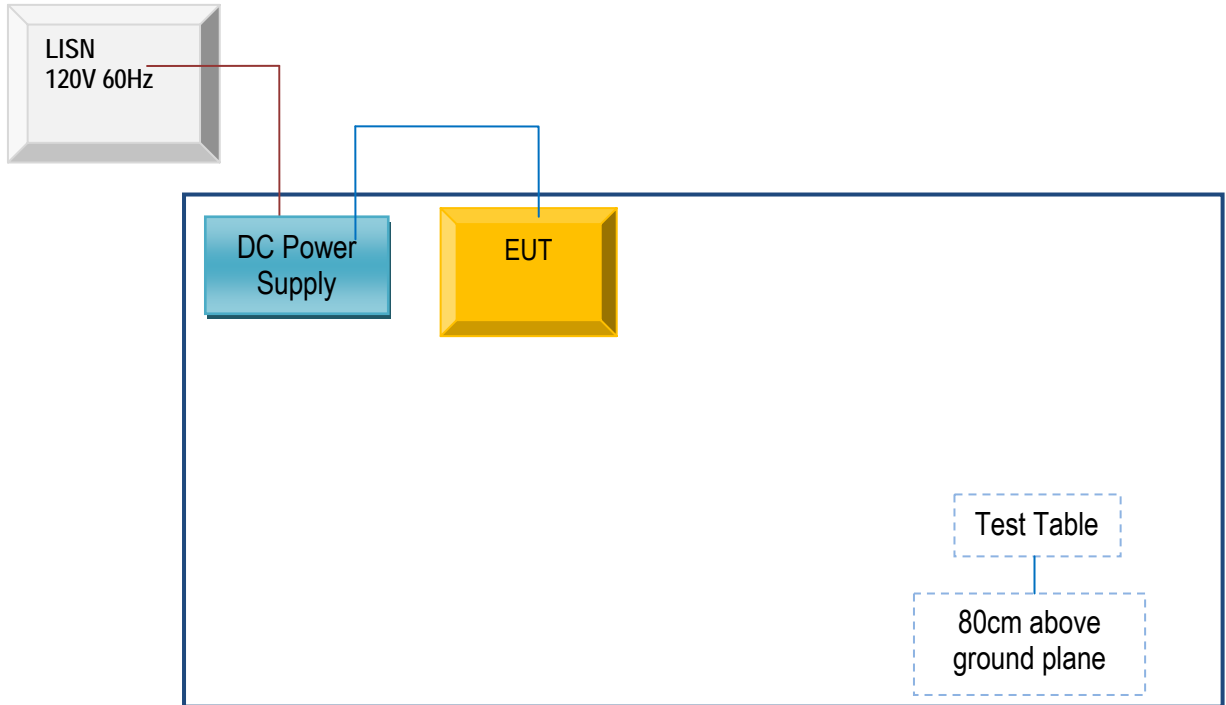 LISN
120V 60Hz
DC Power
Supply
EUT
Test Table
80cm above
ground plane